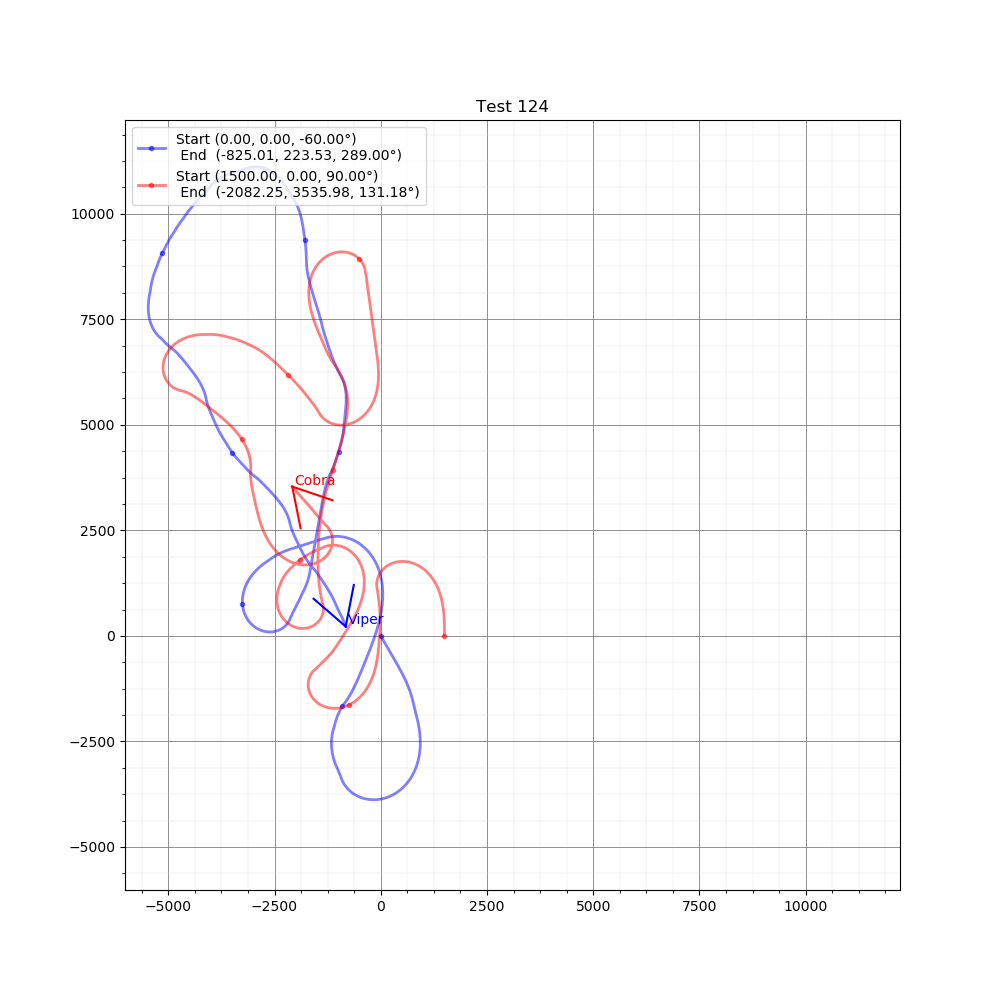 Test 124
Start (0.00, 0.00, -60.00°)
End (-825.01, 223.53, 289.00°)
Start (1500.00, 0.00, 90.00°)
End (-2082.25, 3535.98, 131.18°)
10000
7500
5000
Cobra
2500
Viper
0
−2500
−5000
−5000 −2500 0 2500 5000 7500 10000